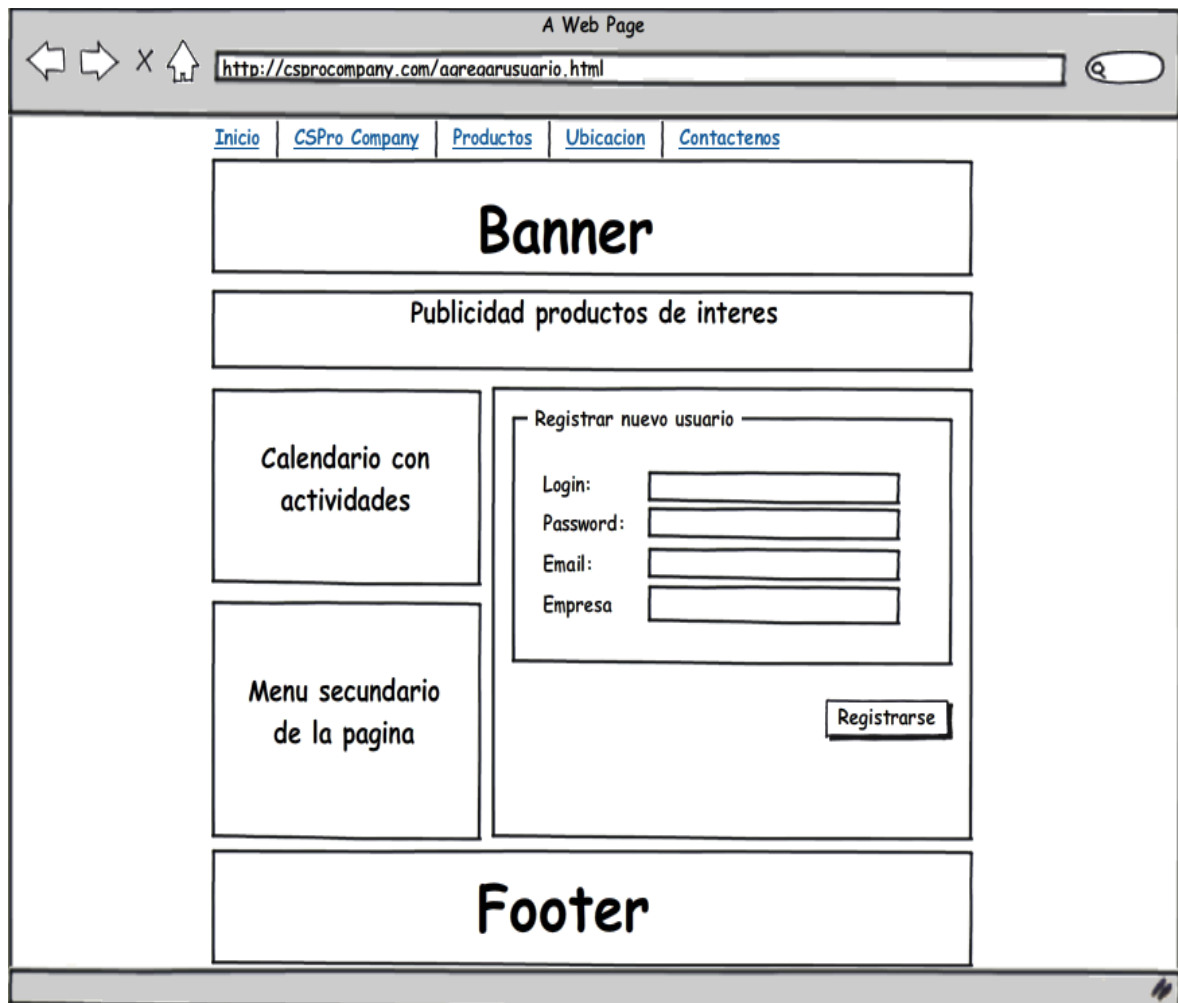 A Web Page
http://csprocompany.com/agregarusuario.html
Inicio CSPro Company Productos Ubicacion Contactenos
Banner
Publicidad productos de interes
Calendario con
actividades
Registrar nuevo usuario
Login:
Password:
Email:
Empresa
Menu secundario
de la pagina
Registrarse
Footer